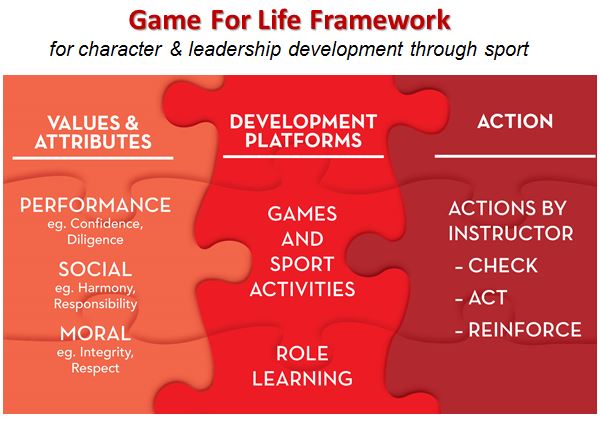 Game For Life Framework
for character & leadership development through sport
VALUES &
ATTRIBUTES
PERFORMANCE
eg. Confidence,
Diligence
SOCIAL
eg. Harmony,
Responsibility
MORAL
eg. Integrity,
Respect
DEVELOPMENT
PLATFORMS
GAMES
AND
SPORT
ACTIVITIES
ROLE
LEARNING
ACTION
ACTIONS BY
INSTRUCTOR
– CHECK
– ACT
– REINFORCE